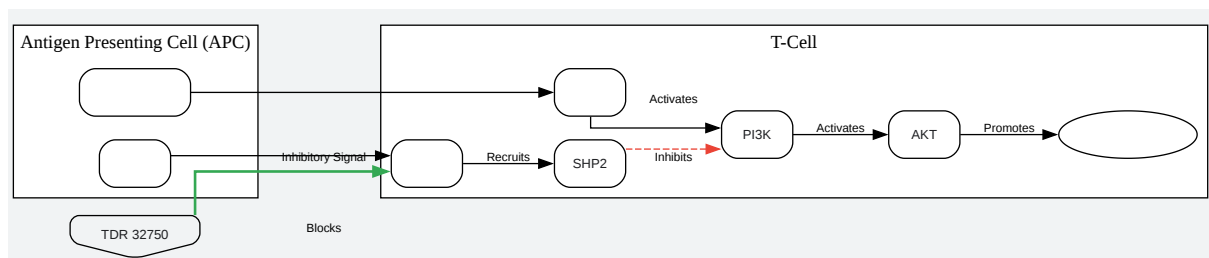 Antigen Presenting Cell (APC)
T-Cell
Activates
PI3K
Activates
AKT
Promotes
Inhibitory Signal
Recruits
SHP2
Inhibits
Blocks
TDR 32750